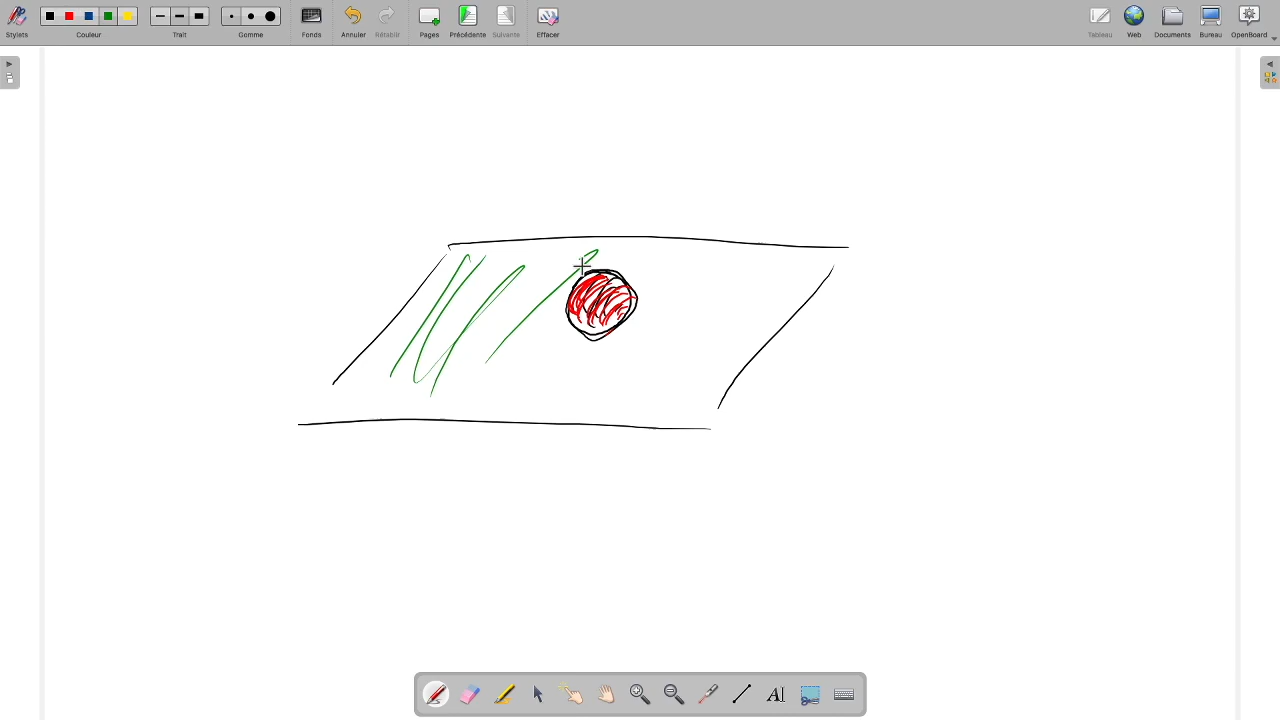 Stylets
Couleur
Trait
Gomme
Fonds
Annuler
Rétablir
Pages
Précédente
Suivante
Effacer
Tableau
Web
Documents
Bureau
OpenBoard